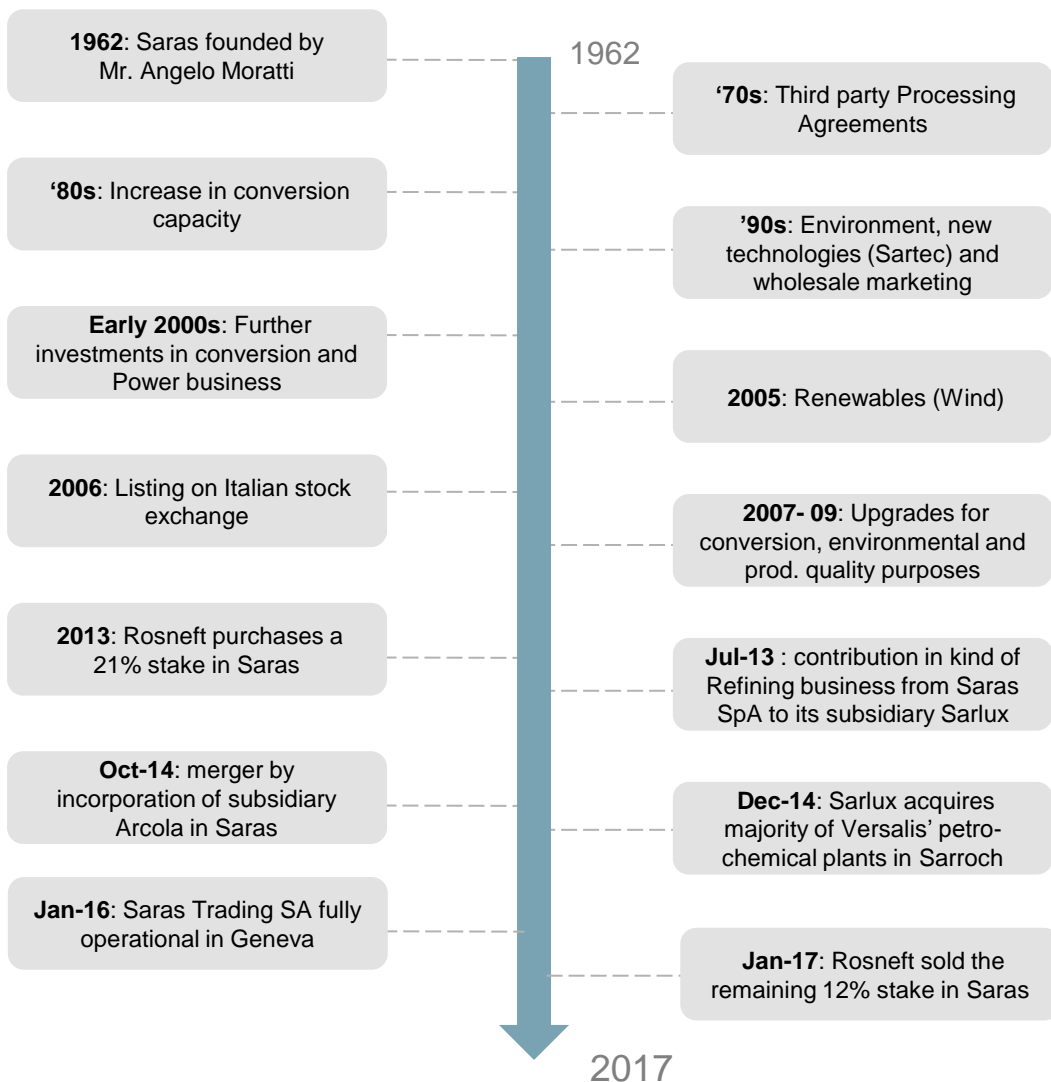 1962: Saras founded by
Mr. Angelo Moratti
1962
‘70s: Third party Processing
Agreements
‘80s: Increase in conversion
capacity
’90s: Environment, new
technologies (Sartec) and
wholesale marketing
Early 2000s: Further
investments in conversion and
Power business
2005: Renewables (Wind)
2006: Listing on Italian stock
exchange
2007- 09: Upgrades for
conversion, environmental and
prod. quality purposes
2013: Rosneft purchases a
21% stake in Saras
Jul-13 : contribution in kind of
Refining business from Saras
SpA to its subsidiary Sarlux
Oct-14: merger by
incorporation of subsidiary
Arcola in Saras
Dec-14: Sarlux acquires
majority of Versalis’ petro-
chemical plants in Sarroch
Jan-16: Saras Trading SA fully
operational in Geneva
Jan-17: Rosneft sold the
remaining 12% stake in Saras
2017